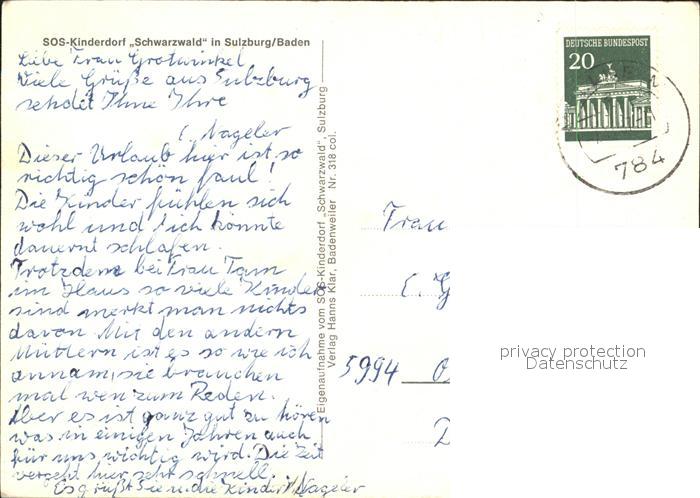 SOS-Kinderdorf „Schwarzwald" in Sulzburg/Baden
Liebe Frau Grotwinkel
Viele Grüße aus Sulzburg
sendet Ihne Ihre
E. Nageler
Dieser Urlaub hier ist so
richtig schön faul!
Die Kinder fühlen sich
wohl und ich könnte
dauernt schlafen.
Trotzdem bei Frau Tam
im Haus so viele Kinder
sind merkt man nichts
davon Mit den andern
Müttern ist es so wie ich
annam, sie brauchen
mal wen zum Reden.
Aber es ist ganz gut zu hören
was in einigen Jahren auch
für uns wichtig wird. Die Zeit
vergeht hier sehr schnell.
Es grüßt Sie u. die Kinder Nageler
Eigenaufnahme vom SOS-Kinderdorf „Schwarzwald", Sulzburg
Verlag Hanns Klar, Badenweiler Nr. 318 col.
DEUTSCHE BUNDESPOST
20
784
Frau
E. G
5994 O
privacy protection
Datenschutz